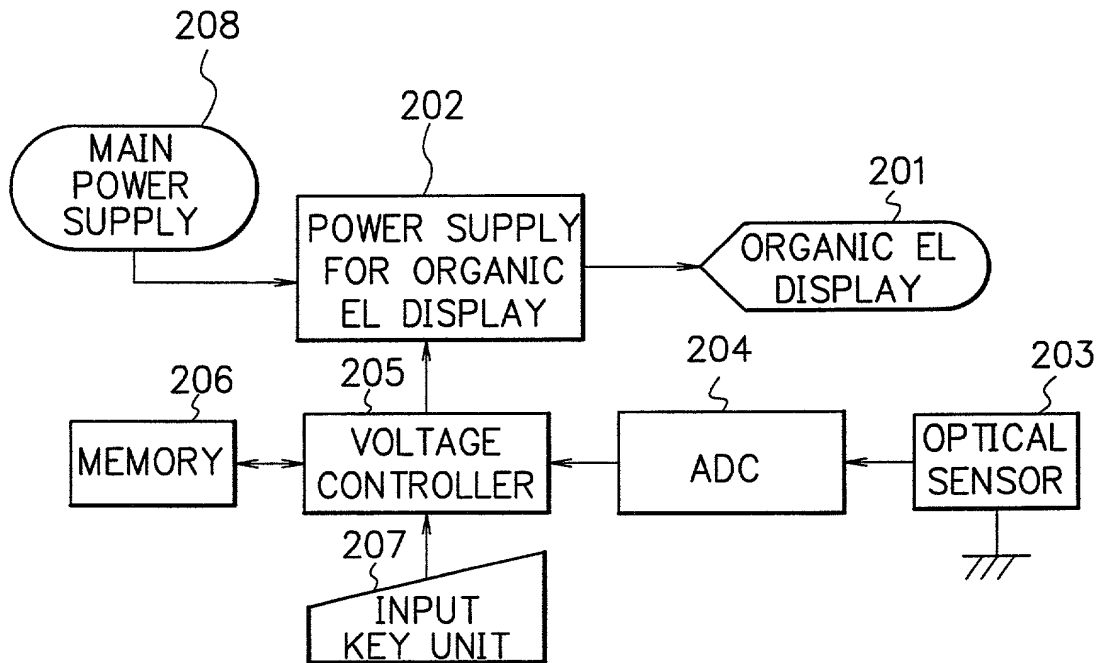 208
MAIN
POWER
SUPPLY
202
POWER SUPPLY
FOR ORGANIC
EL DISPLAY
201
ORGANIC EL
DISPLAY
206
MEMORY
205
VOLTAGE
CONTROLLER
204
ADC
203
OPTICAL
SENSOR
207
INPUT
KEY UNIT